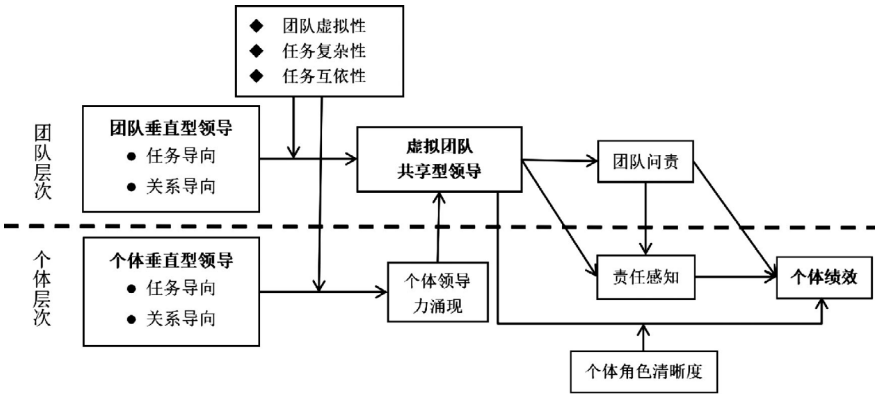 ◆ 团队虚拟性
◆ 任务复杂性
◆ 任务互依性
团队层次
团队垂直型领导
● 任务导向
● 关系导向
虚拟团队
共享型领导
团队问责
个体层次
个体垂直型领导
● 任务导向
● 关系导向
个体领导
力涌现
责任感知
个体绩效
个体角色清晰度